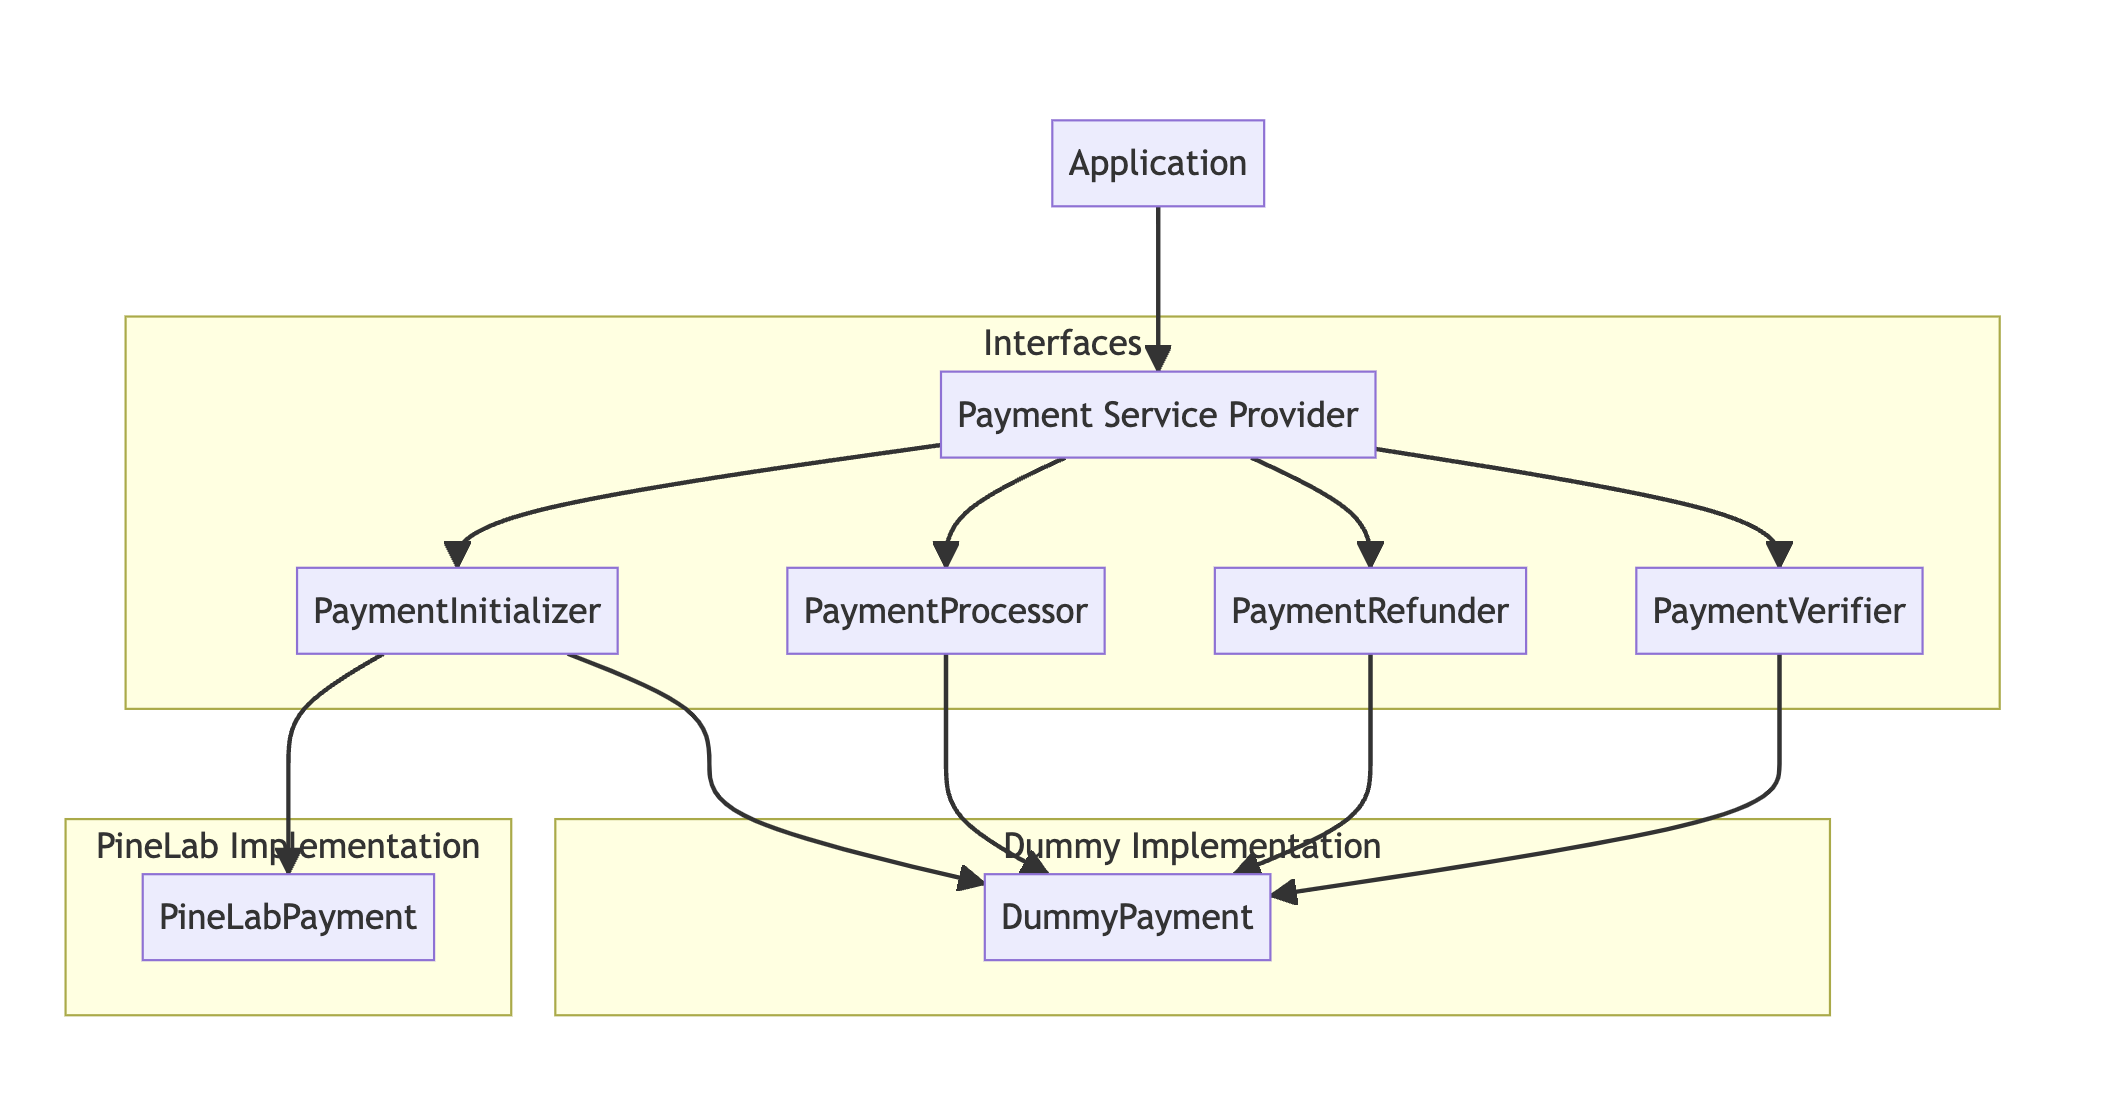 Application
Interfaces
Payment Service Provider
PaymentInitializer
PaymentProcessor
PaymentRefunder
PaymentVerifier
PineLab Implementation
Dummy Implementation
PineLabPayment
DummyPayment